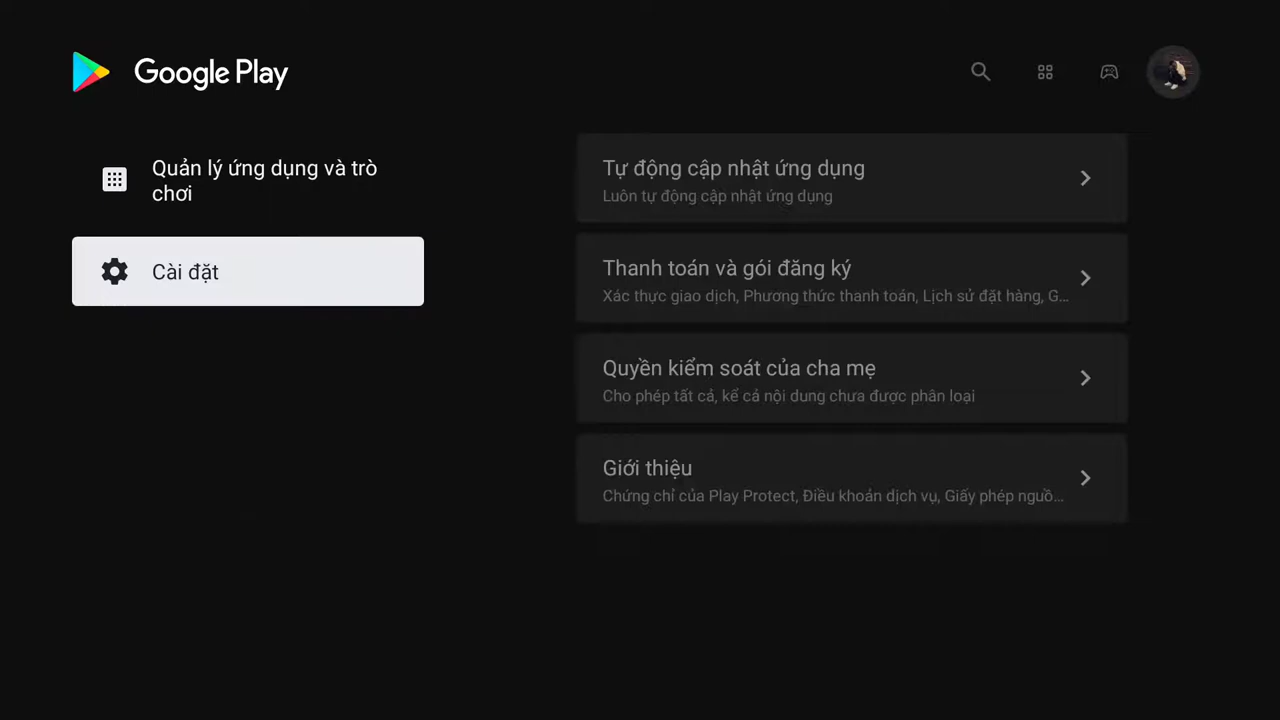 Google Play
Quản lý ứng dụng và trò
chơi
Cài đặt
Tự động cập nhật ứng dụng
Luôn tự động cập nhật ứng dụng
Thanh toán và gói đăng ký
Xác thực giao dịch, Phương thức thanh toán, Lịch sử đặt hàng, G…
Quyền kiểm soát của cha mẹ
Cho phép tất cả, kể cả nội dung chưa được phân loại
Giới thiệu
Chứng chỉ của Play Protect, Điều khoản dịch vụ, Giấy phép nguồ…